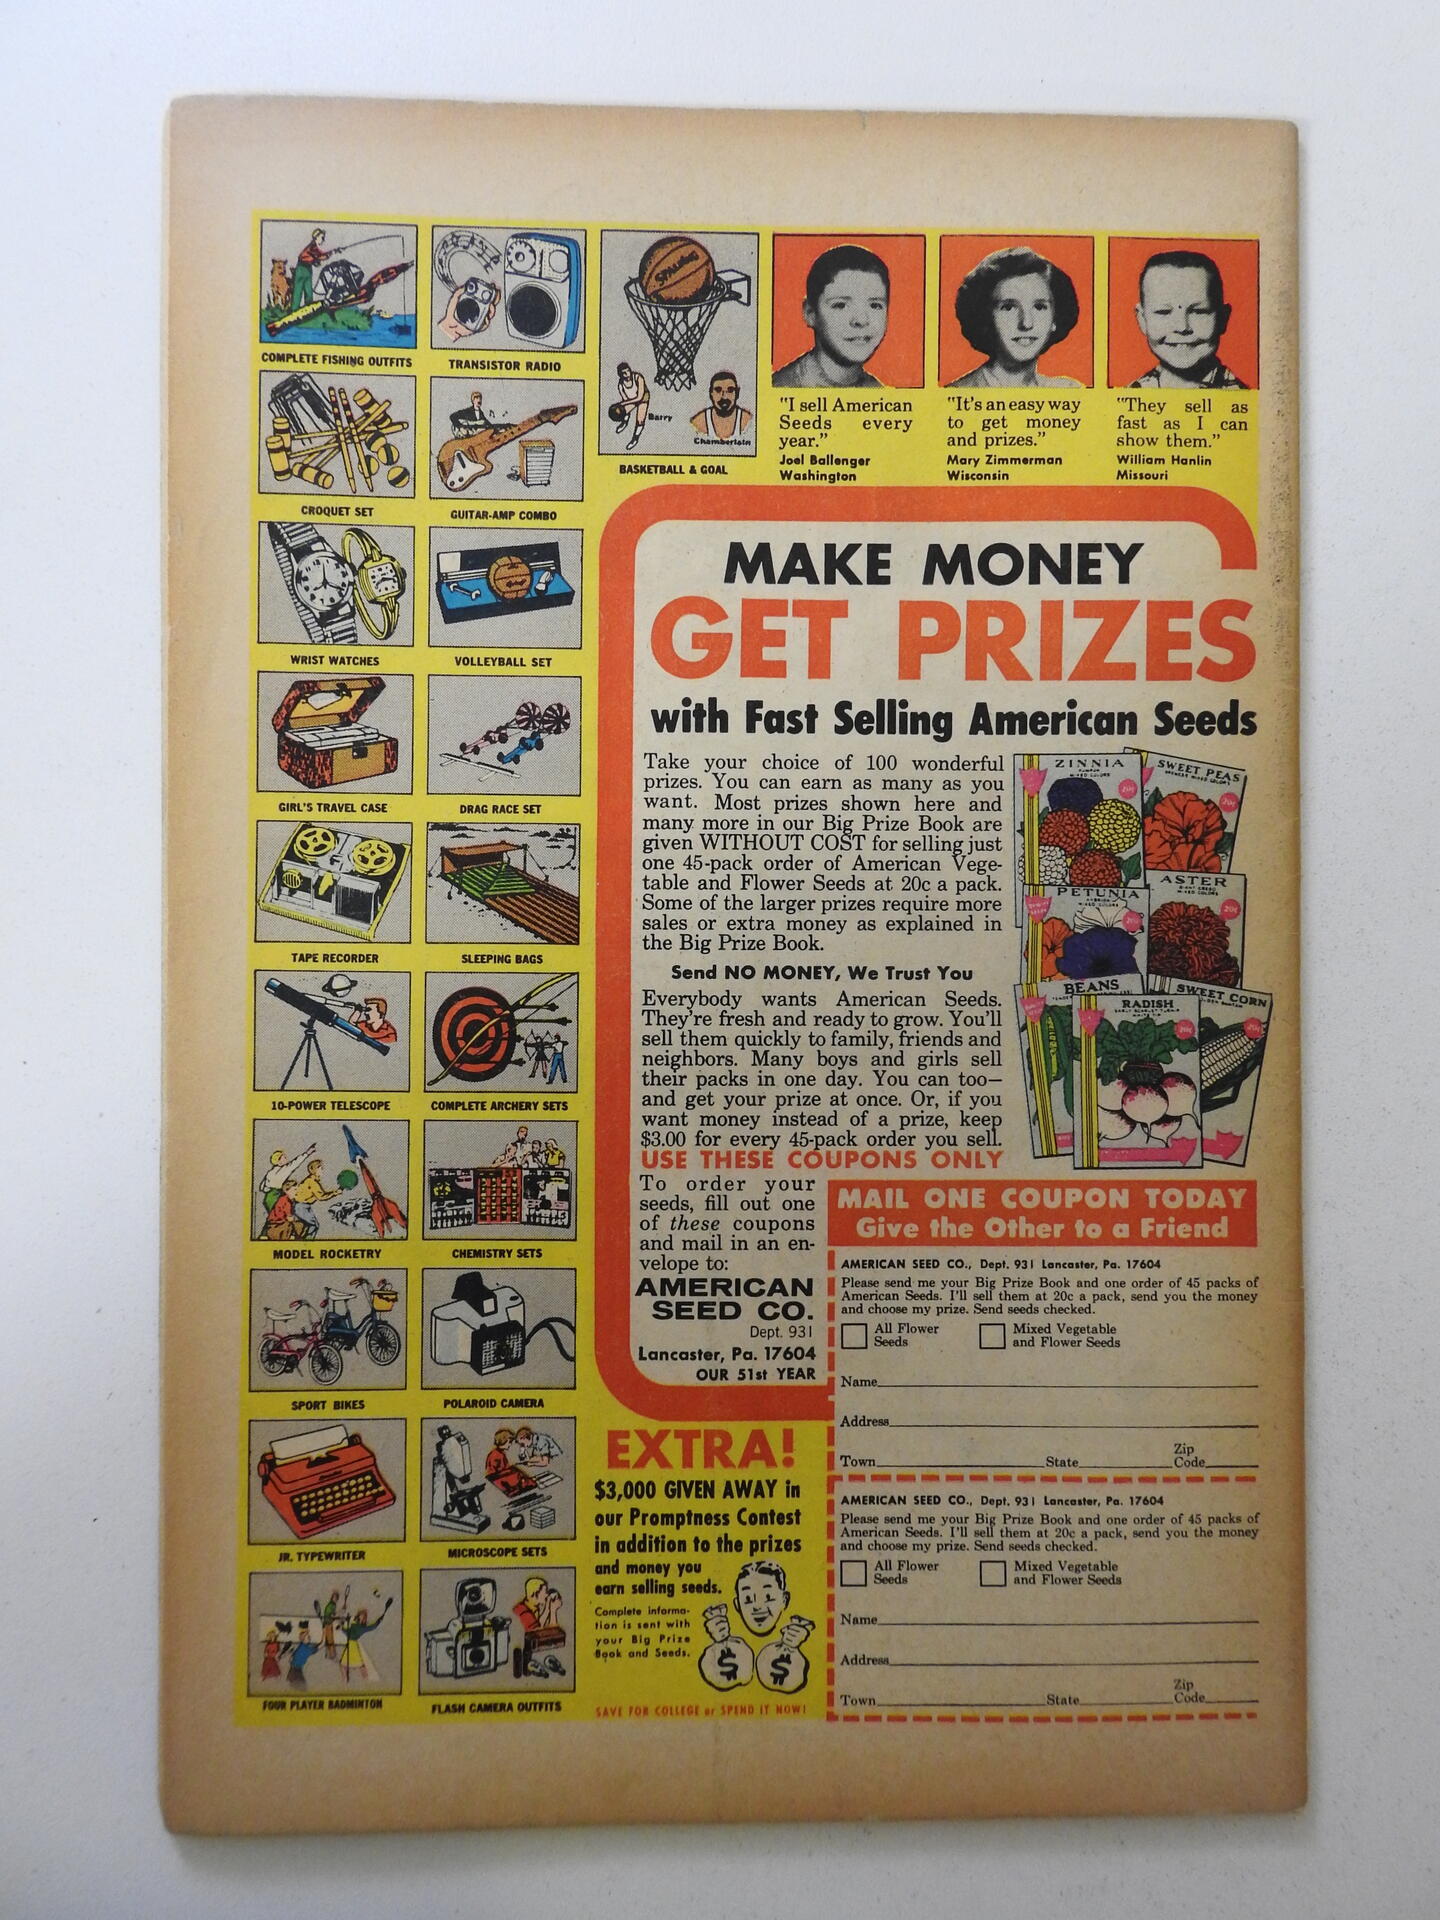 COMPLETE FISHING OUTFITS
TRANSISTOR RADIO
CROQUET SET
GUITAR-AMP COMBO
WRIST WATCHES
VOLLEYBALL SET
GIRL'S TRAVEL CASE
DRAG RACE SET
TAPE RECORDER
SLEEPING BAGS
10-POWER TELESCOPE
COMPLETE ARCHERY SETS
MODEL ROCKETRY
CHEMISTRY SETS
SPORT BIKES
POLAROID CAMERA
JR. TYPEWRITER
MICROSCOPE SETS
FOUR PLAYER BADMINTON
FLASH CAMERA OUTFITS
SPALDING
Barry
Chamberlain
BASKETBALL & GOAL
"I sell American
Seeds every
year."
Joel Ballenger
Washington
"It's an easy way
to get money
and prizes."
Mary Zimmerman
Wisconsin
"They sell as
fast as I can
show them."
William Hanlin
Missouri
MAKE MONEY
GET PRIZES
with Fast Selling American Seeds
Take your choice of 100 wonderful
prizes. You can earn as many as you
want. Most prizes shown here and
many more in our Big Prize Book are
given WITHOUT COST for selling just
one 45-pack order of American Vege-
table and Flower Seeds at 20c a pack.
Some of the larger prizes require more
sales or extra money as explained in
the Big Prize Book.
Send NO MONEY, We Trust You
Everybody wants American Seeds.
They're fresh and ready to grow. You'll
sell them quickly to family, friends and
neighbors. Many boys and girls sell
their packs in one day. You can too—
and get your prize at once. Or, if you
want money instead of a prize, keep
$3.00 for every 45-pack order you sell.
USE THESE COUPONS ONLY
ZINNIA
MIXED COLORS
20¢
SWEET PEAS
MIXED COLORS
20¢
PETUNIA
MIXED COLORS
20¢
ASTER
MIXED COLORS
20¢
BEANS
RADISH
20¢
SWEET CORN
20¢
To order your
seeds, fill out one
of these coupons
and mail in an en-
velope to:
AMERICAN
SEED CO.
Dept. 931
Lancaster, Pa. 17604
OUR 51st YEAR
MAIL ONE COUPON TODAY
Give the Other to a Friend
AMERICAN SEED CO., Dept. 931 Lancaster, Pa. 17604
Please send me your Big Prize Book and one order of 45 packs of
American Seeds. I'll sell them at 20c a pack, send you the money
and choose my prize. Send seeds checked.
All Flower
Seeds
Mixed Vegetable
and Flower Seeds
Name
Address
Town State Zip Code
AMERICAN SEED CO., Dept. 931 Lancaster, Pa. 17604
Please send me your Big Prize Book and one order of 45 packs of
American Seeds. I'll sell them at 20c a pack, send you the money
and choose my prize. Send seeds checked.
All Flower
Seeds
Mixed Vegetable
and Flower Seeds
Name
Address
Town State Zip Code
EXTRA!
$3,000 GIVEN AWAY in
our Promptness Contest
in addition to the prizes
and money you
earn selling seeds.
Complete informa-
tion is sent with
your Big Prize
Book and Seeds.
$ $
SAVE FOR COLLEGE or SPEND IT NOW!